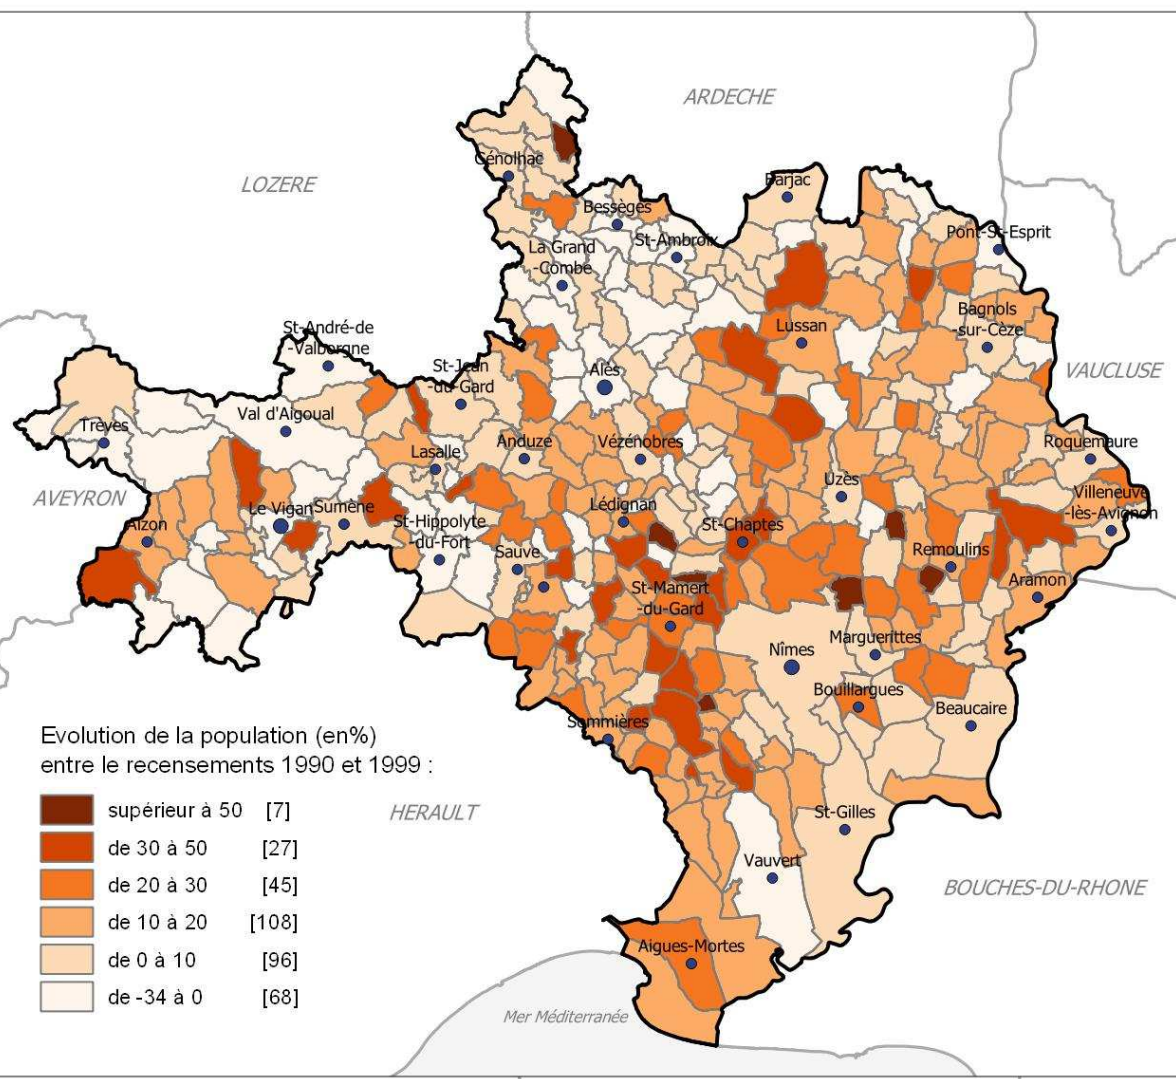 ARDECHE
LOZERE
Génolhac
Barjac
Bessèges
St-Ambroix
Pont-St-Esprit
La Grand
-Combe
Bagnols
-sur-Cèze
St-André-de
-Valborgne
Lussan
St-Jean
-du-Gard
Alès
VAUCLUSE
Trèves
Val d'Aigoual
Lasalle
Anduze
Vézénobres
Roquemaure
AVEYRON
Uzès
Villeneuve
-lès-Avignon
Alzon
Le Vigan
Sumène
St-Hippolyte
-du-Fort
Lédignan
St-Chaptes
Sauve
Remoulins
Aramon
St-Mamert
-du-Gard
Nîmes
Marguerittes
Bouillargues
Beaucaire
Sommières
Evolution de la population (en%)
entre le recensements 1990 et 1999 :
supérieur à 50 [7]
de 30 à 50 [27]
de 20 à 30 [45]
de 10 à 20 [108]
de 0 à 10 [96]
de -34 à 0 [68]
HERAULT
St-Gilles
Vauvert
BOUCHES-DU-RHONE
Aigues-Mortes
Mer Méditerranée